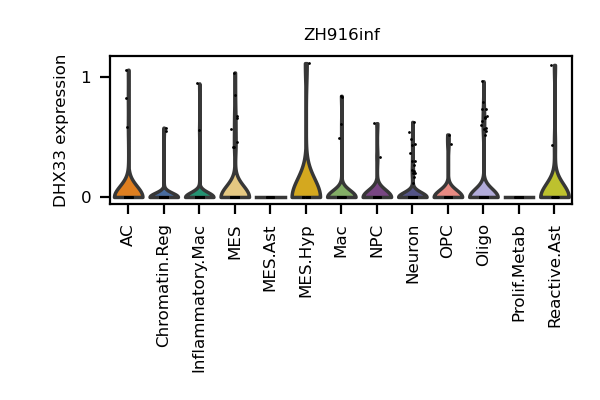 ZH916inf
DHX33 expression
1
0
AC
Chromatin.Reg
Inflammatory.Mac
MES
MES.Ast
MES.Hyp
Mac
NPC
Neuron
OPC
Oligo
Prolif.Metab
Reactive.Ast